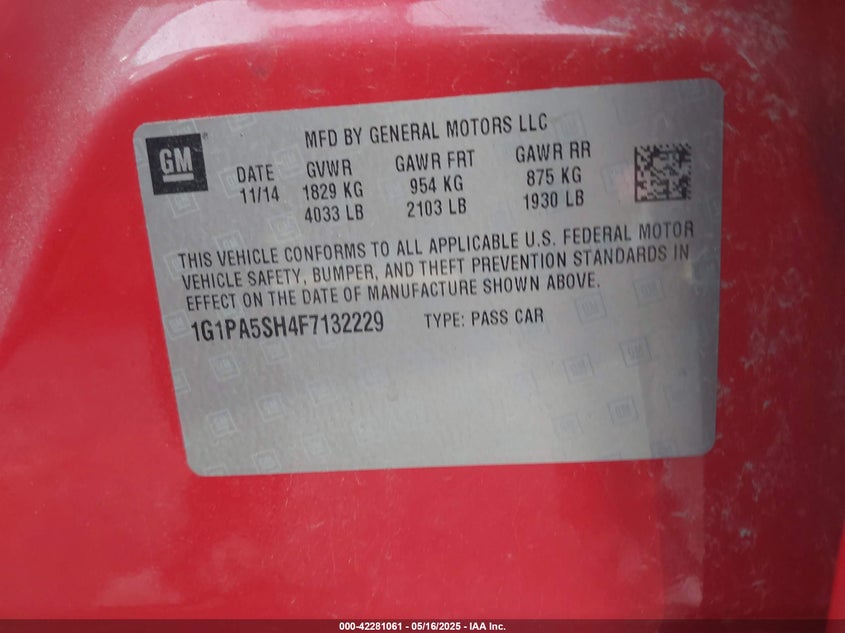 MFD BY GENERAL MOTORS LLC
GM
DATE GVWR GAWR FRT GAWR RR
11/14 1829 KG 954 KG 875 KG
4033 LB 2103 LB 1930 LB
THIS VEHICLE CONFORMS TO ALL APPLICABLE U.S. FEDERAL MOTOR
VEHICLE SAFETY, BUMPER, AND THEFT PREVENTION STANDARDS IN
EFFECT ON THE DATE OF MANUFACTURE SHOWN ABOVE.
1G1PA5SH4F7132229 TYPE: PASS CAR
000-42281061 - 05/16/2025 - IAA Inc.